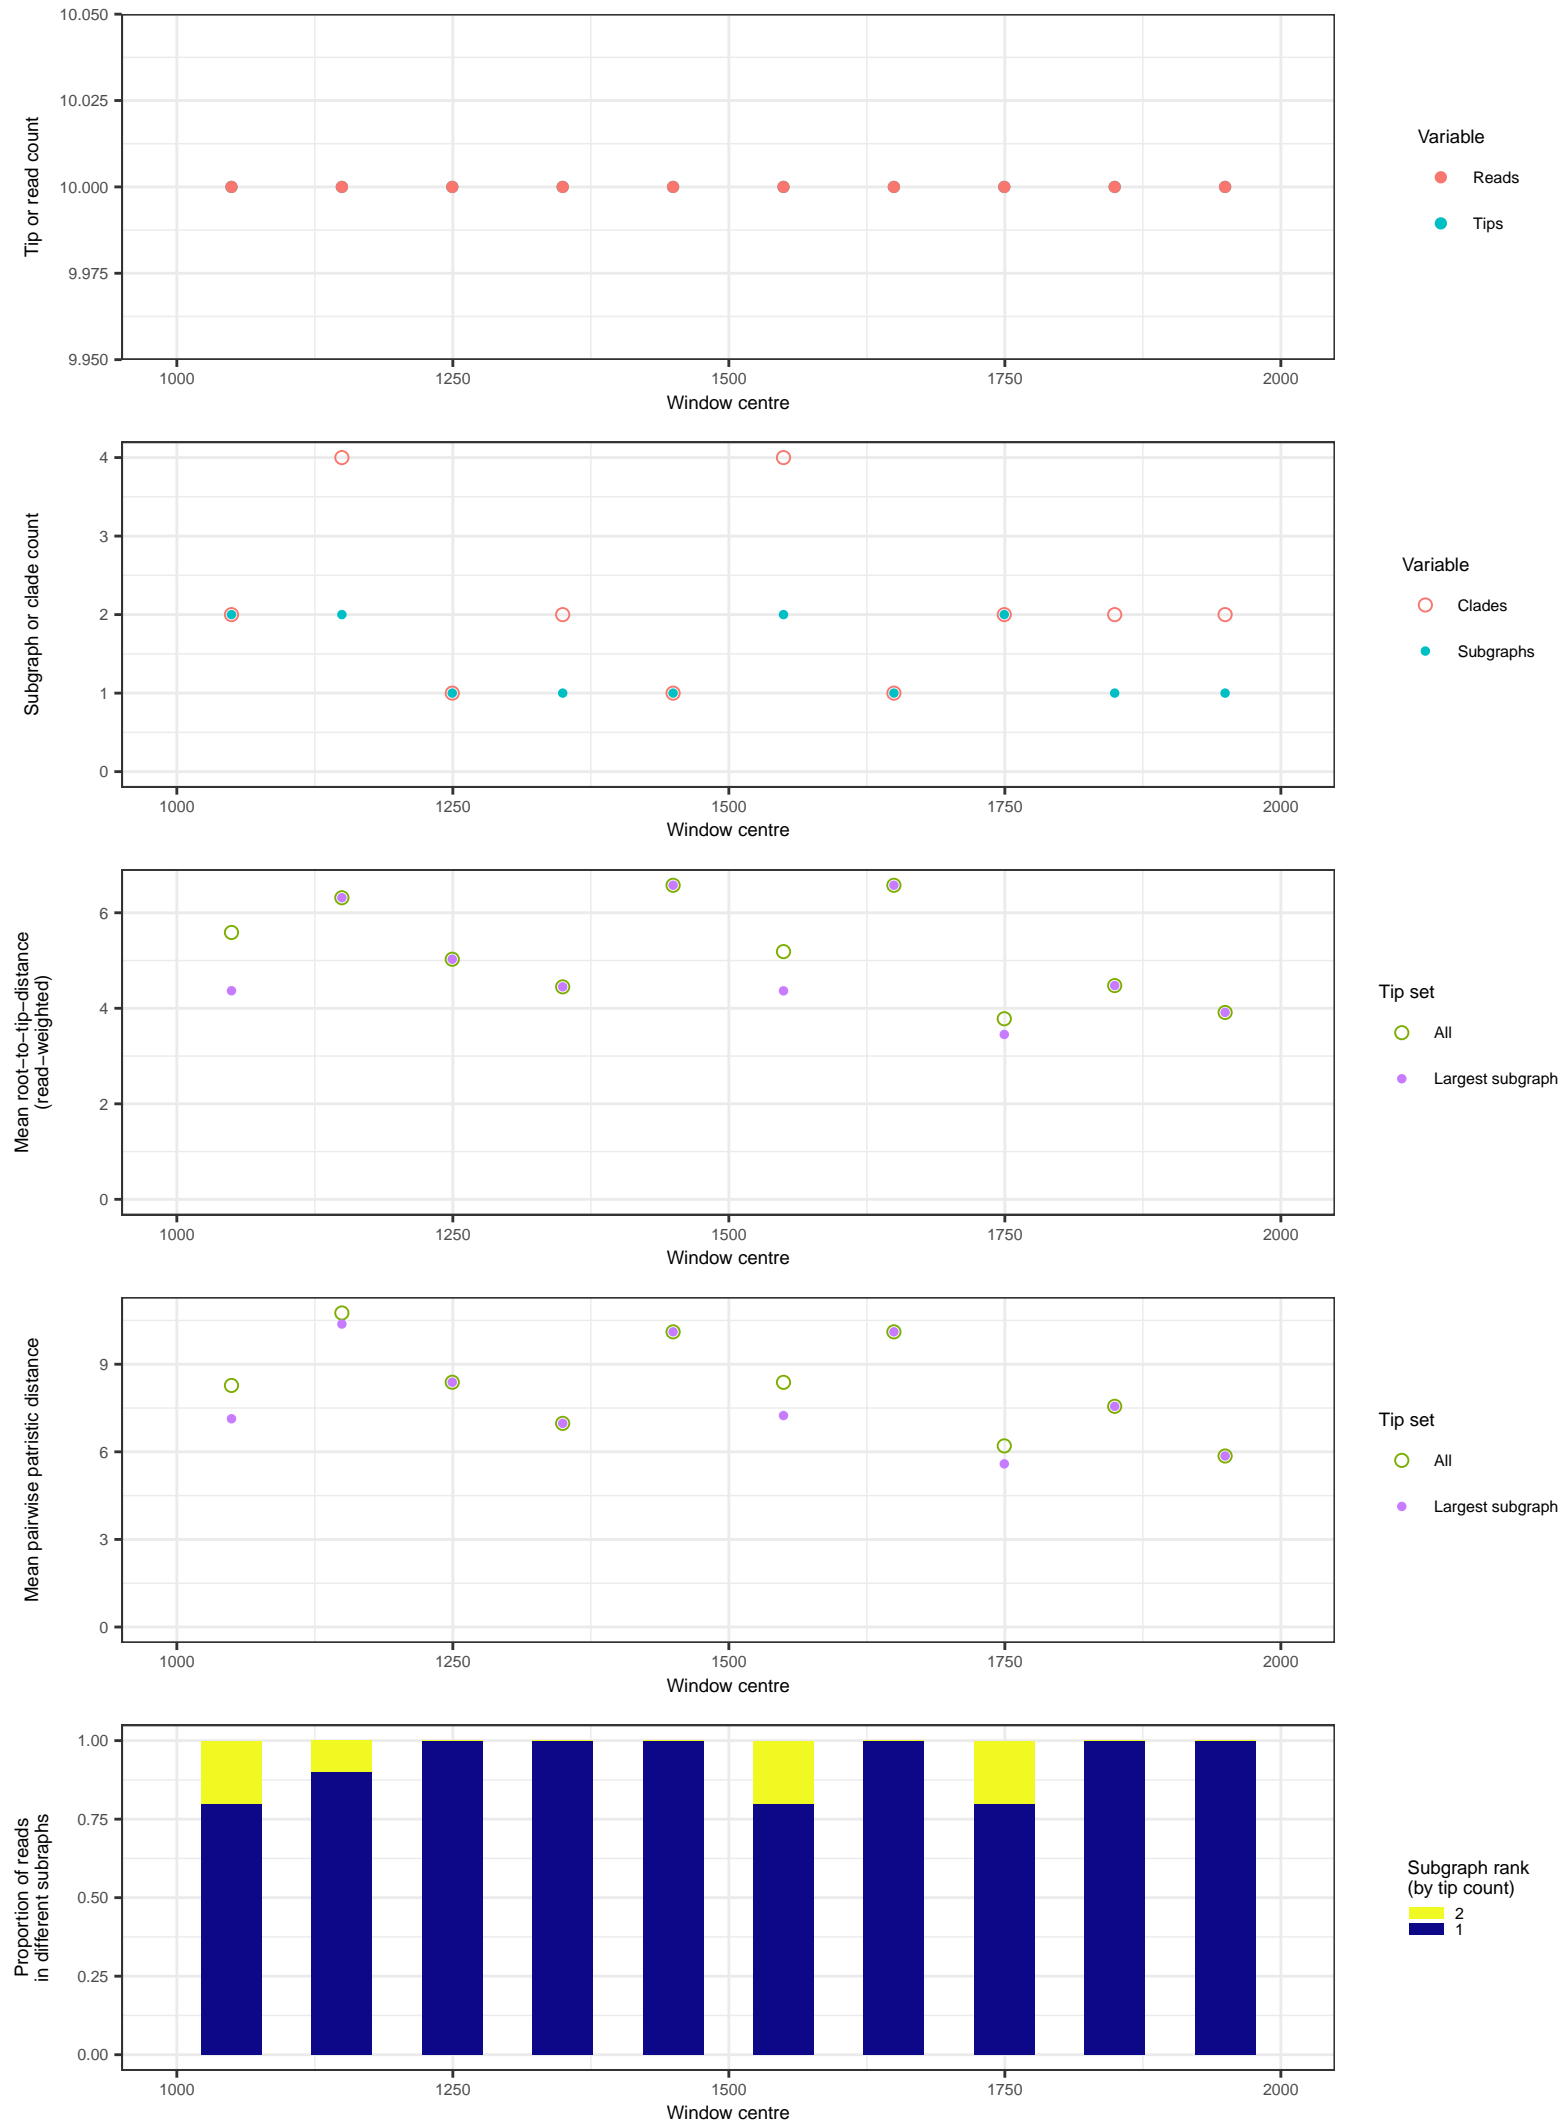 10.050
10.025
10.000
9.975
9.950
Tip or read count
1000
1250
1500
1750
2000
Window centre
Variable
Reads
Tips
4
3
2
1
0
Subgraph or clade count
1000
1250
1500
1750
2000
Window centre
Variable
Clades
Subgraphs
6
4
2
0
Mean root−to−tip−distance
(read−weighted)
1000
1250
1500
1750
2000
Window centre
Tip set
All
Largest subgraph
9
6
3
0
Mean pairwise patristic distance
1000
1250
1500
1750
2000
Window centre
Tip set
All
Largest subgraph
1.00
0.75
0.50
0.25
0.00
Proportion of reads
in different subraphs
1000
1250
1500
1750
2000
Window centre
Subgraph rank
(by tip count)
2
1